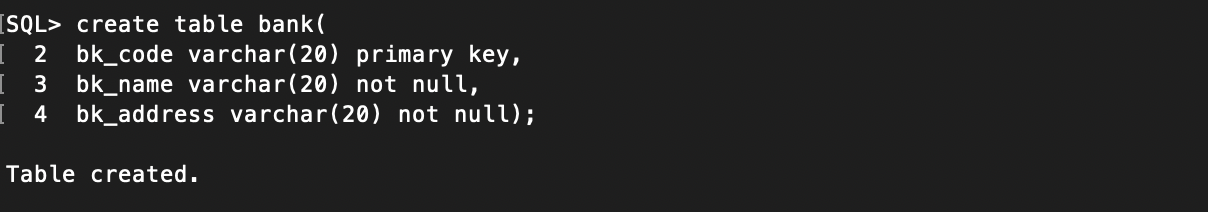 SQL> create table bank(
2 bk_code varchar(20) primary key,
3 bk_name varchar(20) not null,
4 bk_address varchar(20) not null);
Table created.